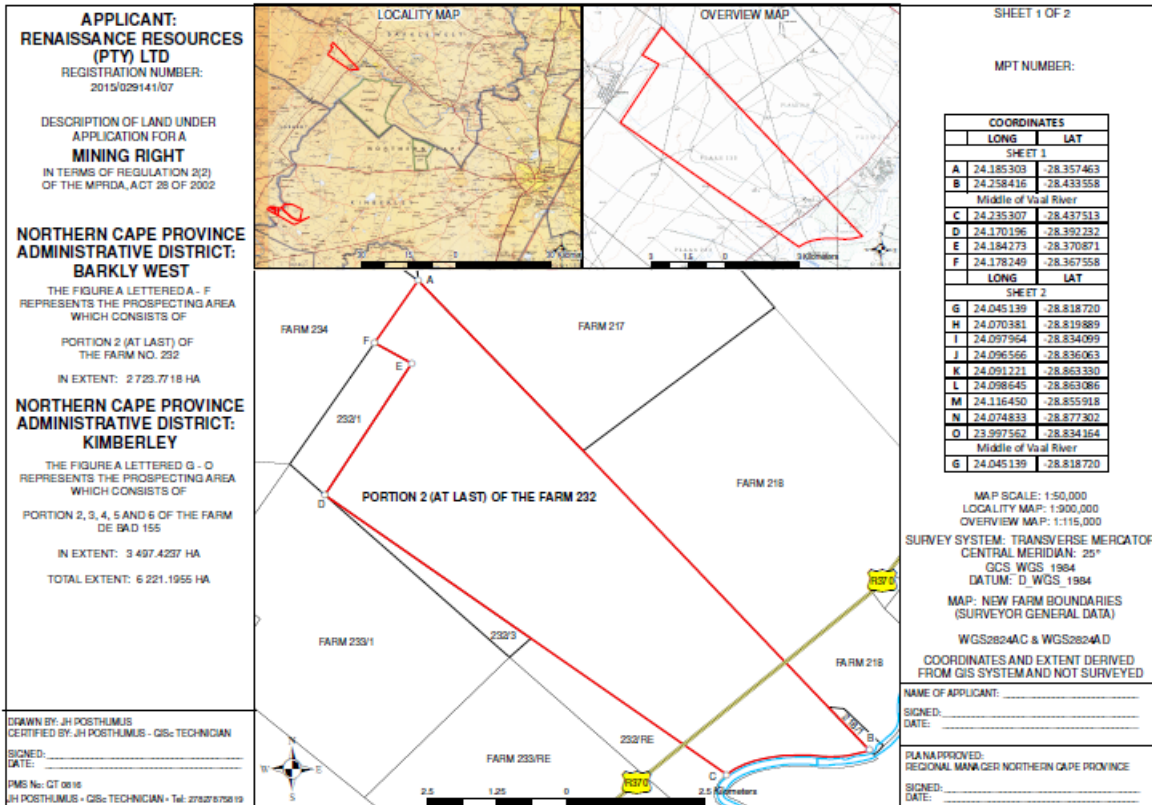 APPLICANT:
RENAISSANCE RESOURCES
(PTY) LTD
REGISTRATION NUMBER:
2015/029141/07
DESCRIPTION OF LAND UNDER
APPLICATION FOR A
MINING RIGHT
IN TERMS OF REGULATION 2(2)
OF THE MPRDA, ACT 28 OF 2002
NORTHERN CAPE PROVINCE
ADMINISTRATIVE DISTRICT:
BARKLY WEST
THE FIGURE A LETTERED A - F
REPRESENTS THE PROSPECTING AREA
WHICH CONSISTS OF
PORTION 2 (AT LAST) OF
THE FARM NO. 232
IN EXTENT: 2 723.7718 HA
NORTHERN CAPE PROVINCE
ADMINISTRATIVE DISTRICT:
KIMBERLEY
THE FIGURE A LETTERED G - O
REPRESENTS THE PROSPECTING AREA
WHICH CONSISTS OF
PORTION 2, 3, 4, 5 AND 6 OF THE FARM
DE BAD 155
IN EXTENT: 3 497.4237 HA
TOTAL EXTENT: 6 221.1955 HA
DRAWN BY: JH POSTHUMUS
CERTIFIED BY: JH POSTHUMUS - GISc TECHNICIAN
SIGNED:
DATE:
PMS No: GT 0816
JH POSTHUMUS - GISc TECHNICIAN - Tel: 27827875819
LOCALITY MAP
NORTHERN CAPE
KIMBERLEY
30 15 0 30 Kilome
OVERVIEW MAP
3 1.5 0 3 Kilometers
A
FARM 234
FARM 217
F
E
232/1
FARM 218
D
PORTION 2 (AT LAST) OF THE FARM 232
R370
FARM 233/1
232/3
FARM 218
218/1
B
232/RE
FARM 233/RE
C
R370
N
W E
S
2.5 1.25 0 2.5 Kilometers
SHEET 1 OF 2
MPT NUMBER:
COORDINATES
LONG LAT
SHEET 1
A 24.185303 -28.357463
B 24.258416 -28.433558
Middle of Vaal River
C 24.235307 -28.437513
D 24.170196 -28.392232
E 24.184273 -28.370871
F 24.178249 -28.367558
LONG LAT
SHEET 2
G 24.045139 -28.818720
H 24.070381 -28.819889
I 24.097964 -28.834099
J 24.096566 -28.836063
K 24.091221 -28.863330
L 24.098645 -28.863086
M 24.116450 -28.855918
N 24.074833 -28.877302
O 23.997562 -28.834164
Middle of Vaal River
G 24.045139 -28.818720
MAP SCALE: 1:50,000
LOCALITY MAP: 1:900,000
OVERVIEW MAP: 1:115,000
SURVEY SYSTEM: TRANSVERSE MERCATOR
CENTRAL MERIDIAN: 25°
GCS_WGS_1984
DATUM: D_WGS_1984
MAP: NEW FARM BOUNDARIES
(SURVEYOR GENERAL DATA)
WGS2824AC & WGS2824AD
COORDINATES AND EXTENT DERIVED
FROM GIS SYSTEM AND NOT SURVEYED
NAME OF APPLICANT:
SIGNED:
DATE:
PLAN APPROVED:
REGIONAL MANAGER NORTHERN CAPE PROVINCE
SIGNED:
DATE: